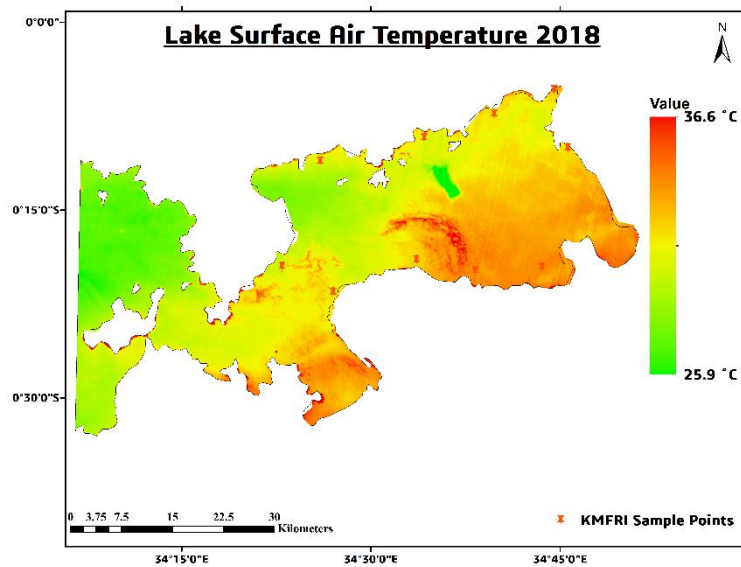 Lake Surface Air Temperature 2018
N
0°0'0"
0°15'0"S
0°30'0"S
Value
36.6 °C
25.9 °C
0 3.75 7.5 15 22.5 30
Kilometers
KMFRI Sample Points
34°15'0"E 34°30'0"E 34°45'0"E